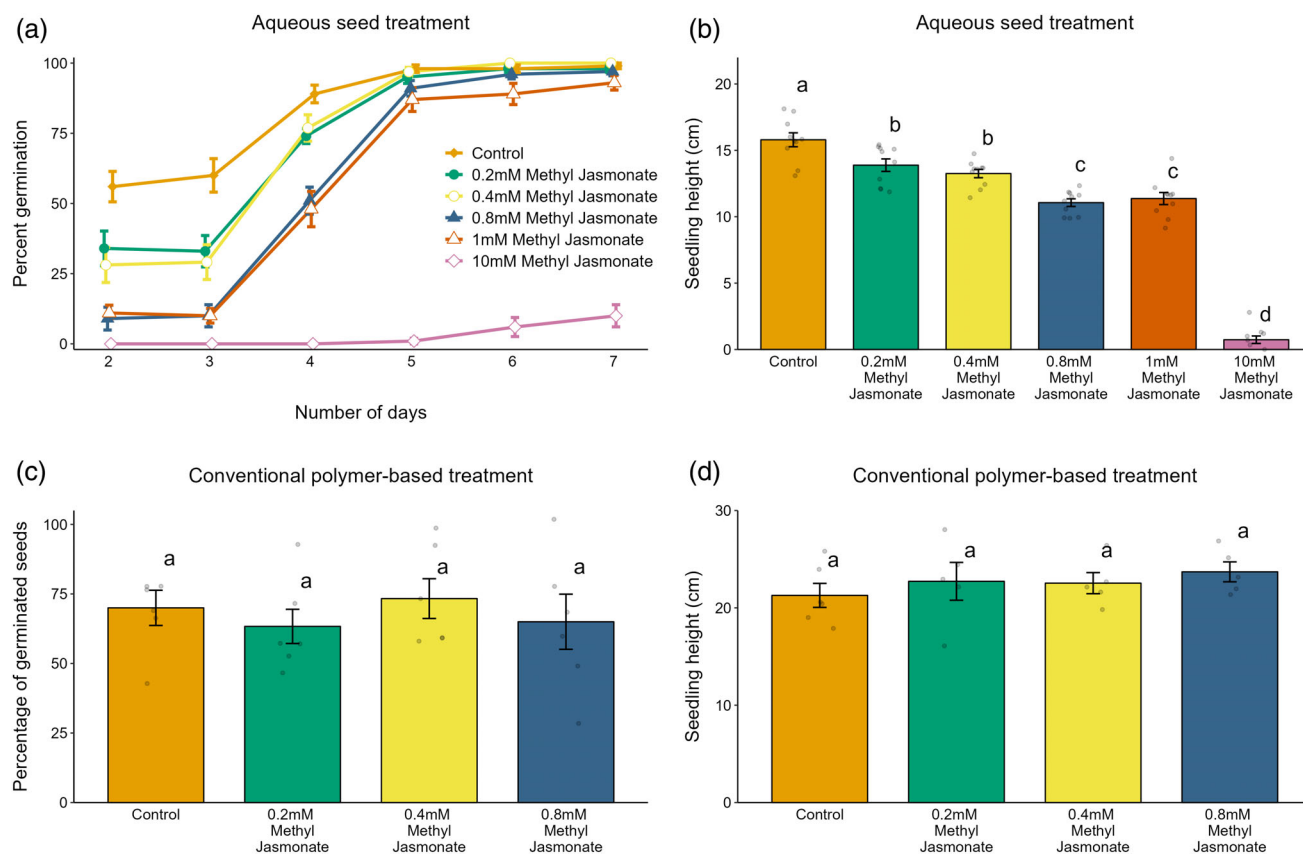 (a)
Aqueous seed treatment
Percent germination
100
75
50
25
0
2
3
4
5
6
7
Number of days
Control
0.2mM Methyl Jasmonate
0.4mM Methyl Jasmonate
0.8mM Methyl Jasmonate
1mM Methyl Jasmonate
10mM Methyl Jasmonate
(b)
Aqueous seed treatment
Seedling height (cm)
20
15
10
5
0
a
b
b
c
c
d
Control
0.2mM
Methyl
Jasmonate
0.4mM
Methyl
Jasmonate
0.8mM
Methyl
Jasmonate
1mM
Methyl
Jasmonate
10mM
Methyl
Jasmonate
(c)
Conventional polymer-based treatment
Percentage of germinated seeds
100
75
50
25
0
a
a
a
a
Control
0.2mM
Methyl
Jasmonate
0.4mM
Methyl
Jasmonate
0.8mM
Methyl
Jasmonate
(d)
Conventional polymer-based treatment
Seedling height (cm)
30
20
10
0
a
a
a
a
Control
0.2mM
Methyl
Jasmonate
0.4mM
Methyl
Jasmonate
0.8mM
Methyl
Jasmonate